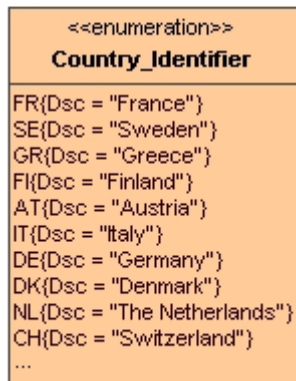 <<enumeration>>
Country_Identifier
FR{Dsc = "France"}
SE{Dsc = "Sweden"}
GR{Dsc = "Greece"}
FI{Dsc = "Finland"}
AT{Dsc = "Austria"}
IT{Dsc = "Italy"}
DE{Dsc = "Germany"}
DK{Dsc = "Denmark"}
NL{Dsc = "The Netherlands"}
CH{Dsc = "Switzerland"}
...